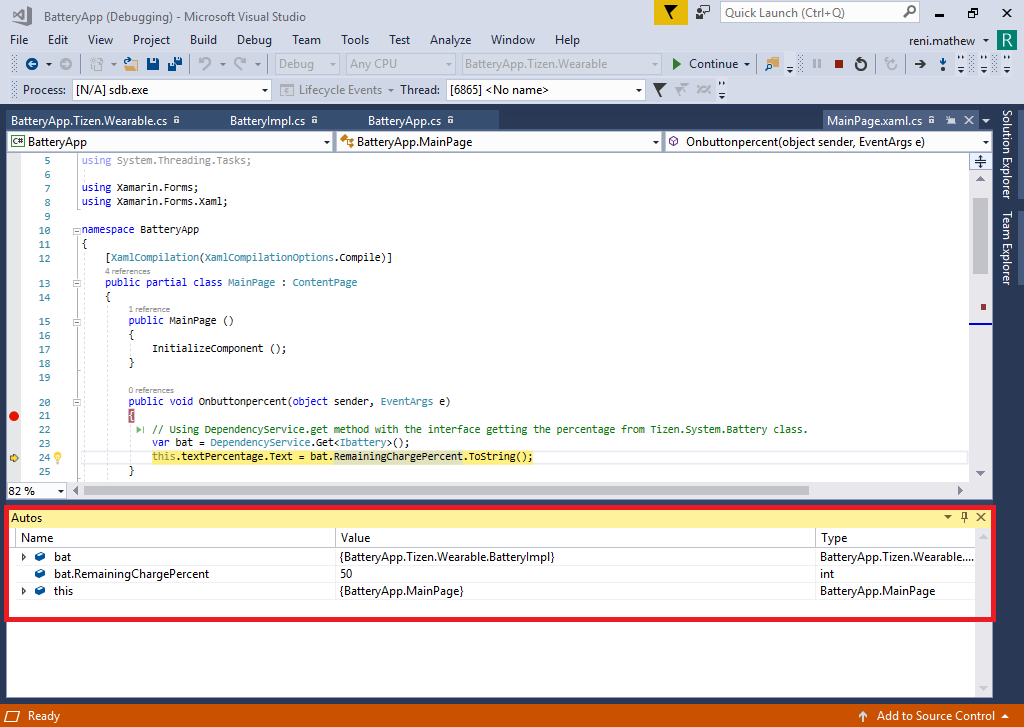 BatteryApp (Debugging) - Microsoft Visual Studio
Quick Launch (Ctrl+Q)
File Edit View Project Build Debug Team Tools Test Analyze Window Help
reni.mathew R
Debug Any CPU BatteryApp.Tizen.Wearable Continue
Process: [N/A] sdb.exe Lifecycle Events Thread: [6865] <No name>
BatteryApp.Tizen.Wearable.cs BatteryImpl.cs BatteryApp.cs MainPage.xaml.cs
C# BatteryApp BatteryApp.MainPage Onbuttonpercent(object sender, EventArgs e)
Solution Explorer
Team Explorer
5 using System.Threading.Tasks;
6
7 using Xamarin.Forms;
8 using Xamarin.Forms.Xaml;
9
10 namespace BatteryApp
11 {
12 [XamlCompilation(XamlCompilationOptions.Compile)]
4 references
13 public partial class MainPage : ContentPage
14 {
1 reference
15 public MainPage ()
16 {
17 InitializeComponent ();
18 }
19
0 references
20 public void Onbuttonpercent(object sender, EventArgs e)
21 {
22 // Using DependencyService.get method with the interface getting the percentage from Tizen.System.Battery class.
23 var bat = DependencyService.Get<Ibattery>();
24 this.textPercentage.Text = bat.RemainingChargePercent.ToString();
25 }
82 %
Autos
Name Value Type
bat {BatteryApp.Tizen.Wearable.BatteryImpl} BatteryApp.Tizen.Wearable....
bat.RemainingChargePercent 50 int
this {BatteryApp.MainPage} BatteryApp.MainPage
Ready Add to Source Control